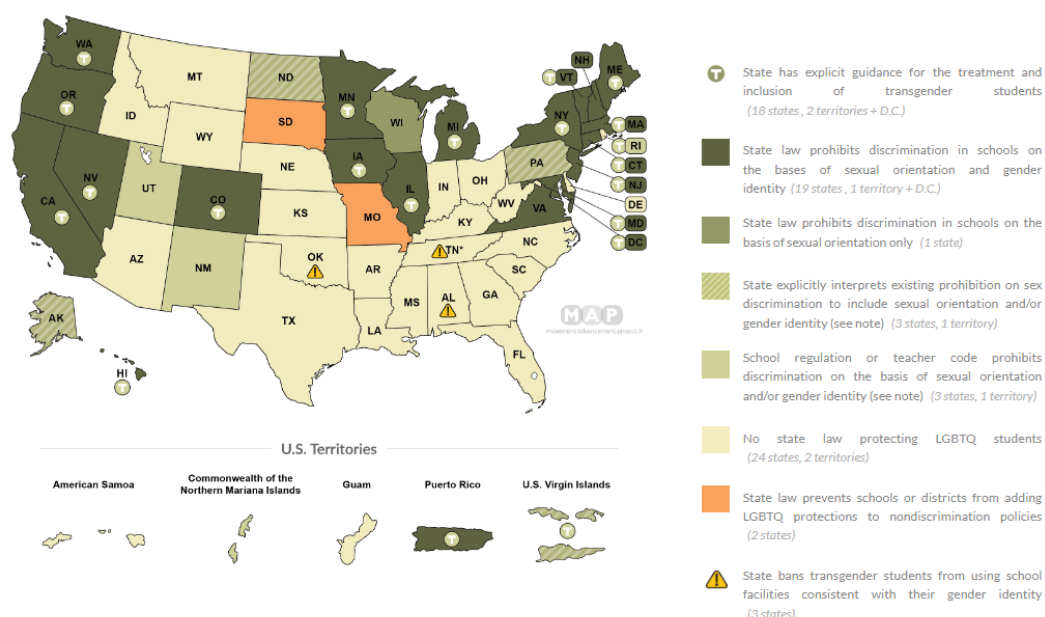 WA
OR
CA
NV
ID
MT
WY
UT
AZ
CO
NM
ND
SD
NE
KS
OK
TX
MN
IA
MO
AR
LA
WI
IL
MI
IN
OH
KY
TN*
MS
AL
GA
FL
SC
NC
VA
WV
PA
NY
VT
NH
ME
T MA
T RI
T CT
T NJ
DE
T MD
T DC
AK
HI
MAP
movement advancement project
U.S. Territories
American Samoa
Commonwealth of the
Northern Mariana Islands
Guam
Puerto Rico
U.S. Virgin Islands
T State has explicit guidance for the treatment and
inclusion of transgender students
(18 states, 2 territories + D.C.)
State law prohibits discrimination in schools on
the bases of sexual orientation and gender
identity (19 states, 1 territory + D.C.)
State law prohibits discrimination in schools on the
basis of sexual orientation only (1 state)
State explicitly interprets existing prohibition on sex
discrimination to include sexual orientation and/or
gender identity (see note) (3 states, 1 territory)
School regulation or teacher code prohibits
discrimination on the basis of sexual orientation
and/or gender identity (see note) (3 states, 1 territory)
No state law protecting LGBTQ students
(24 states, 2 territories)
State law prevents schools or districts from adding
LGBTQ protections to nondiscrimination policies
(2 states)
State bans transgender students from using school
facilities consistent with their gender identity
(3 states)